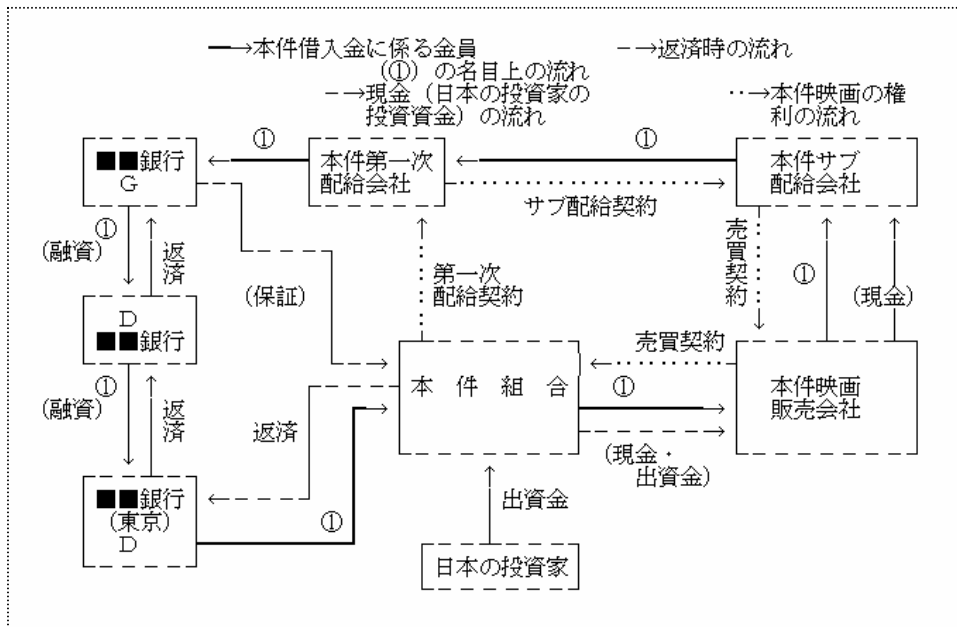 →本件借入金に係る金員
(①)の名目上の流れ
→返済時の流れ
→現金(日本の投資家の
投資資金)の流れ
→本件映画の権
利の流れ
①
①
■■銀行
G
本件第一次
配給会社
本件サブ
配給会社
サブ配給契約
①
(融資)
返済
(保証)
第一次
配給契約
売買契約
①
(現金)
D
■■銀行
売買契約
①
(融資)
返済
返済
本件組合
①
本件映画
販売会社
(現金・
出資金)
■■銀行
(東京)
D
①
出資金
日本の投資家